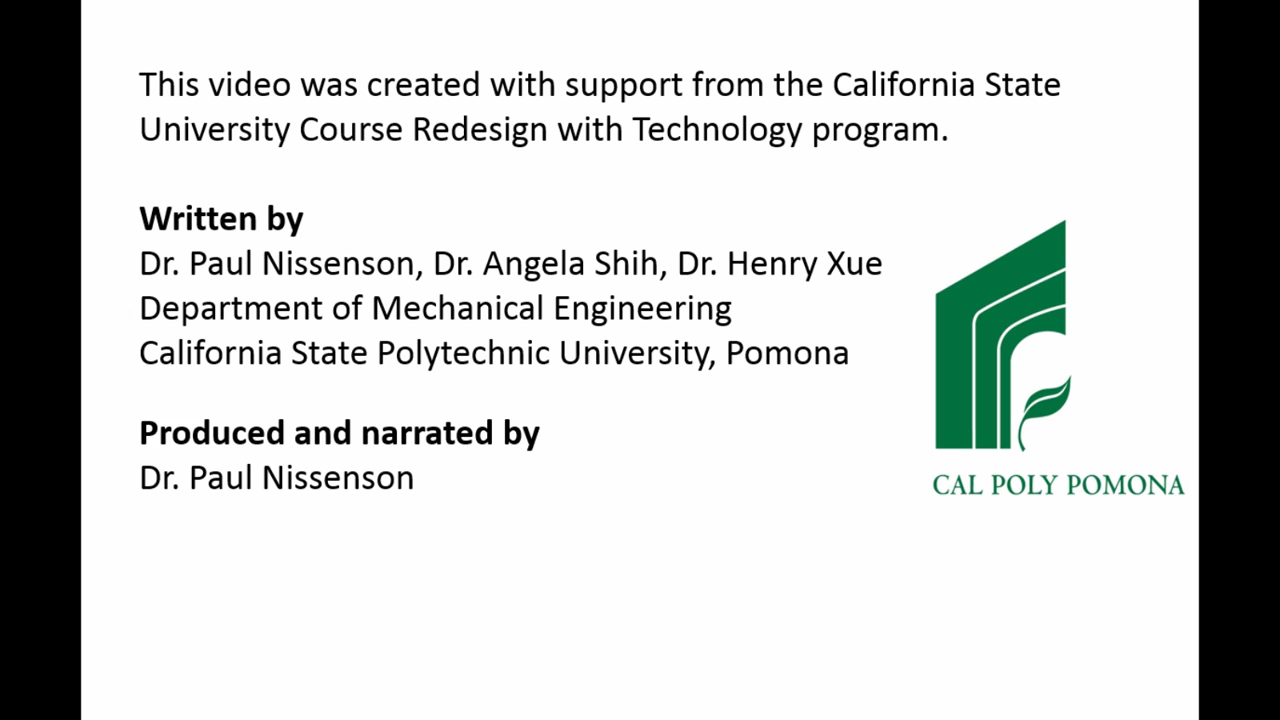 This video was created with support from the California State
University Course Redesign with Technology program.
Written by
Dr. Paul Nissenson, Dr. Angela Shih, Dr. Henry Xue
Department of Mechanical Engineering
California State Polytechnic University, Pomona
Produced and narrated by
Dr. Paul Nissenson
CAL POLY POMONA